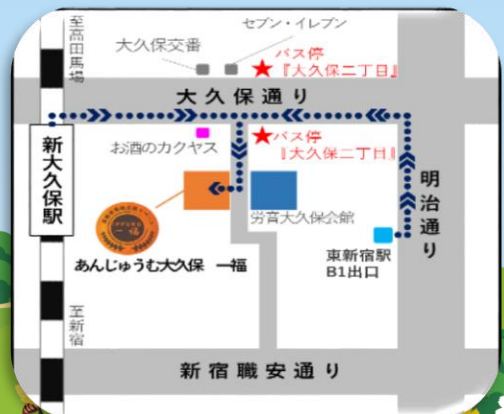 至高田馬場
セブン・イレブン
大久保交番
★バス停
『大久保二丁目』
大久保通り
お酒のカクヤス
★バス停
『大久保二丁目』
新大久保駅
明治通り
労音大久保会館
一福
東新宿駅
B1出口
あんじゅうむ大久保 一福
至新宿
新宿職安通り